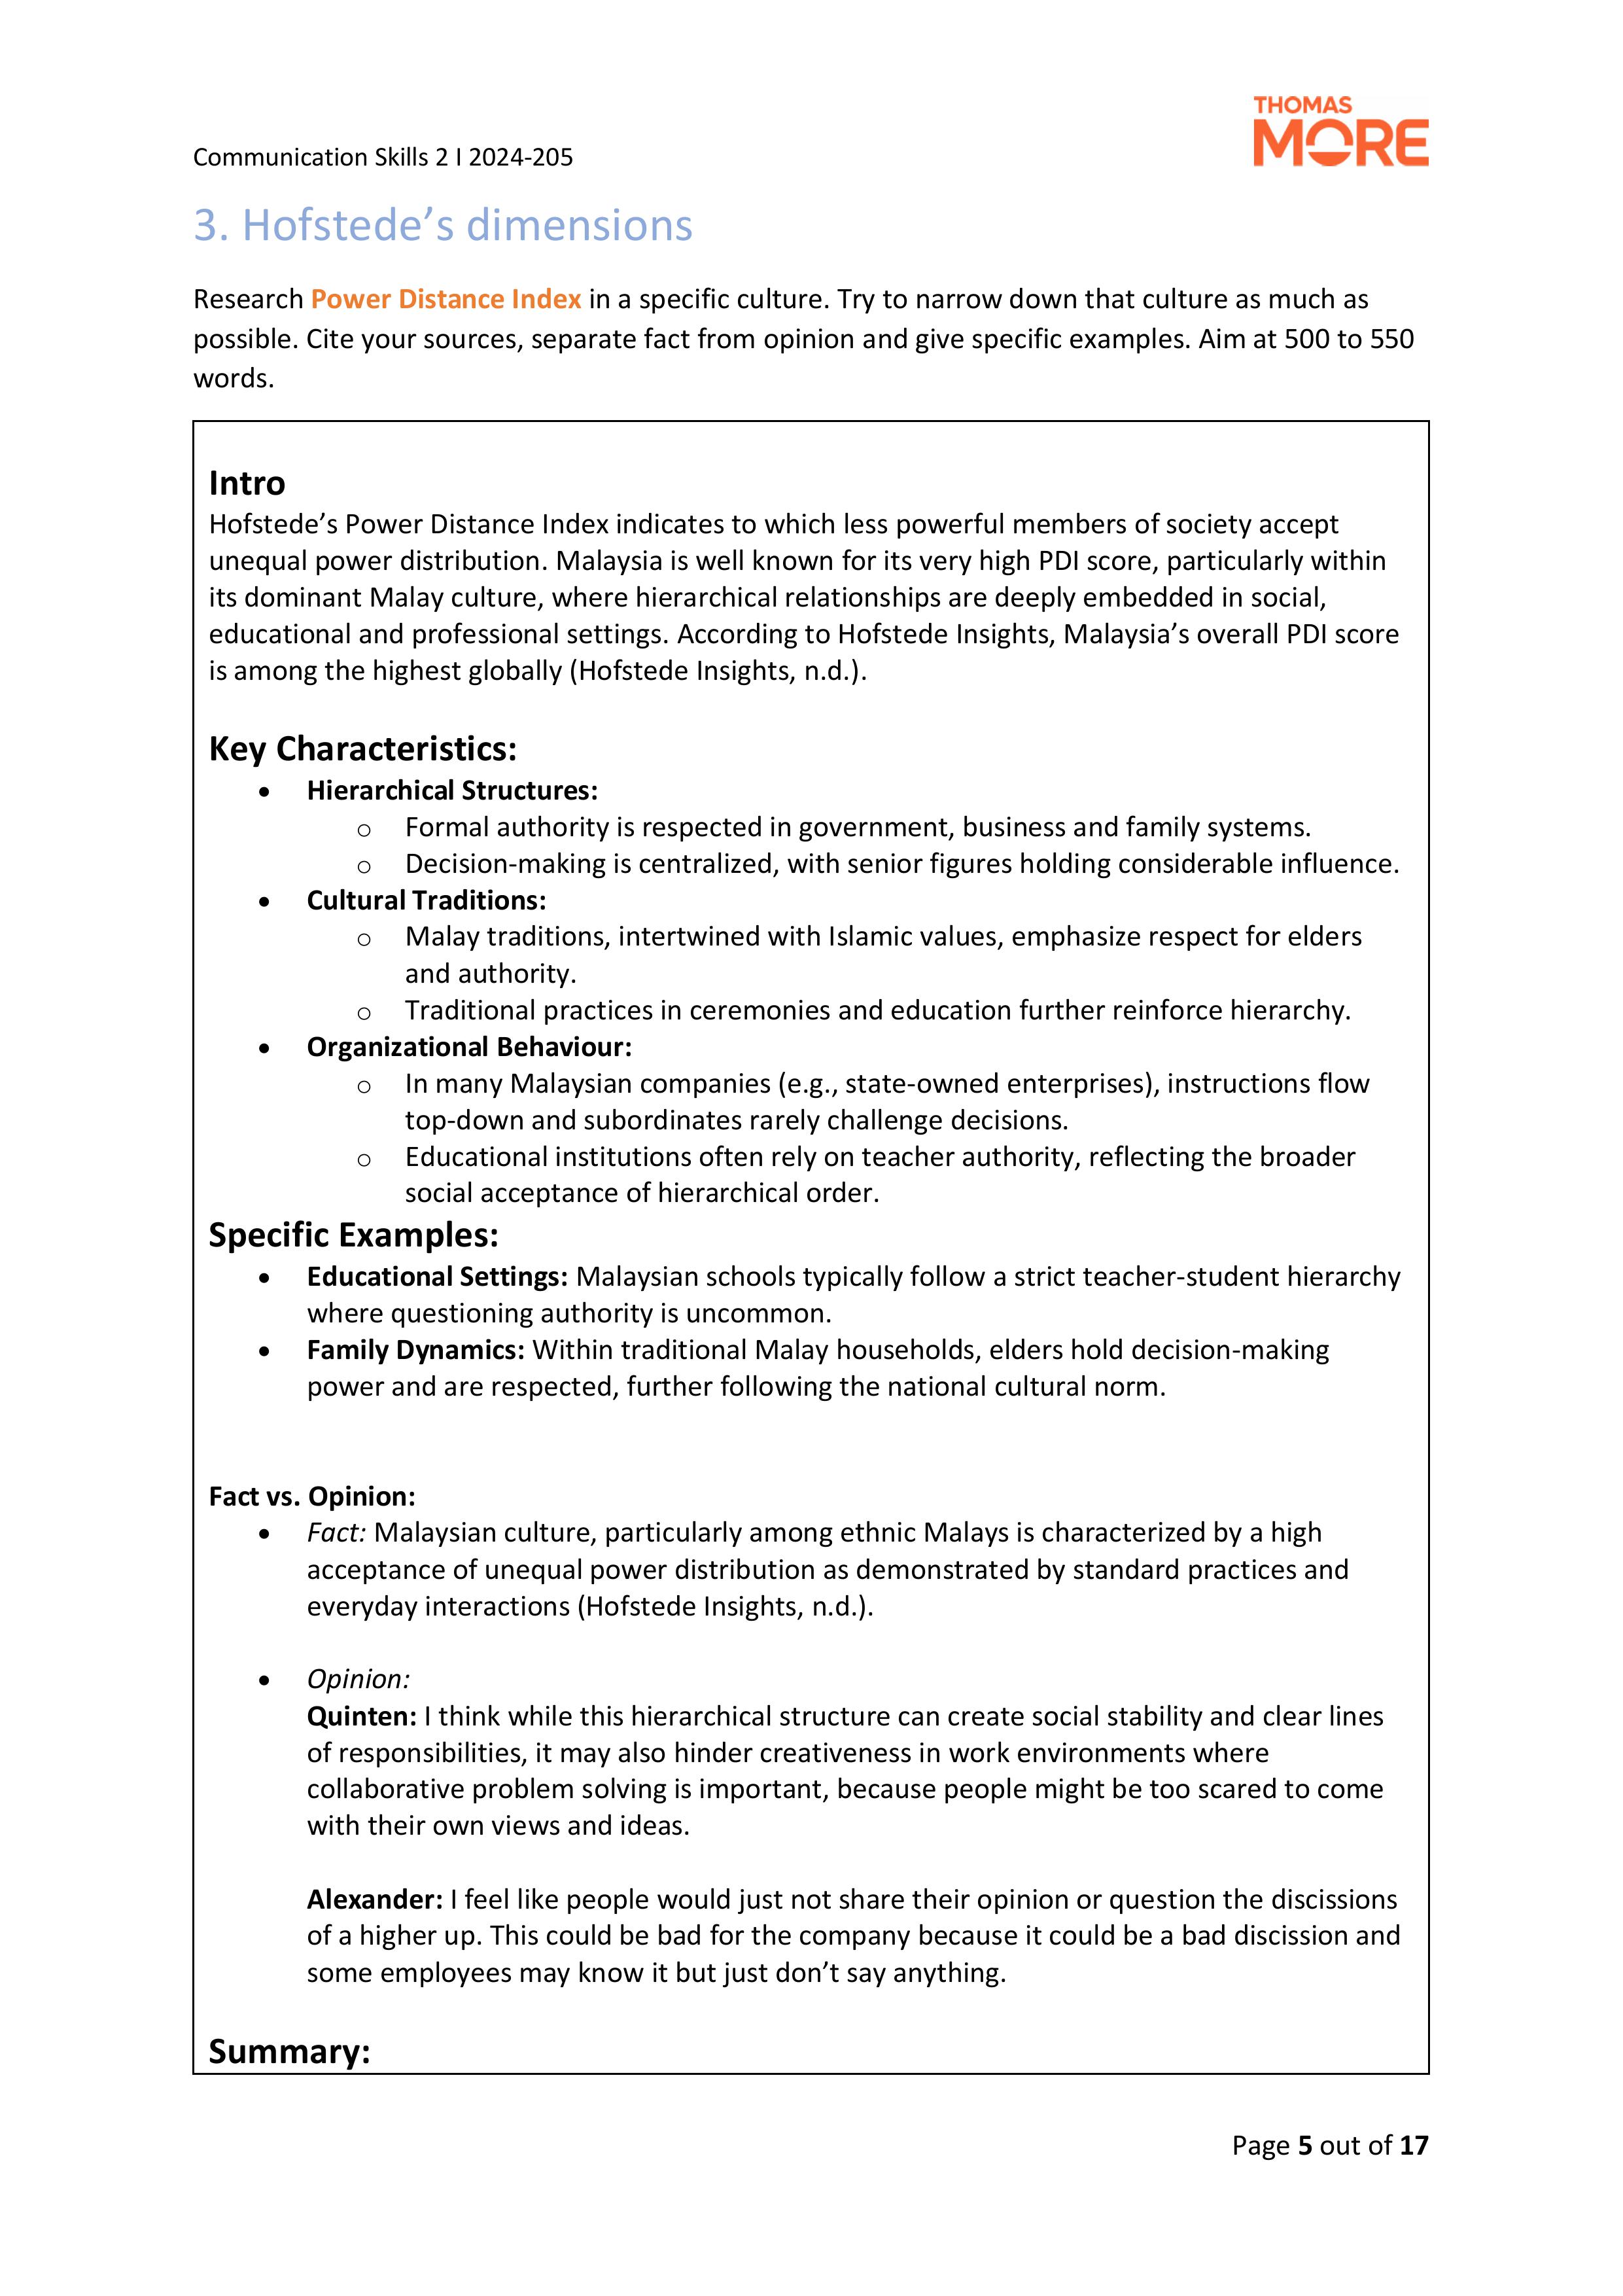 THOMAS
MORE
Communication Skills 2 I 2024-205
3. Hofstede’s dimensions
Research Power Distance Index in a specific culture. Try to narrow down that culture as much as
possible. Cite your sources, separate fact from opinion and give specific examples. Aim at 500 to 550
words.
Intro
Hofstede’s Power Distance Index indicates to which less powerful members of society accept
unequal power distribution. Malaysia is well known for its very high PDI score, particularly within
its dominant Malay culture, where hierarchical relationships are deeply embedded in social,
educational and professional settings. According to Hofstede Insights, Malaysia’s overall PDI score
is among the highest globally (Hofstede Insights, n.d.).
Key Characteristics:
• Hierarchical Structures:
o Formal authority is respected in government, business and family systems.
o Decision-making is centralized, with senior figures holding considerable influence.
• Cultural Traditions:
o Malay traditions, intertwined with Islamic values, emphasize respect for elders
and authority.
o Traditional practices in ceremonies and education further reinforce hierarchy.
• Organizational Behaviour:
o In many Malaysian companies (e.g., state-owned enterprises), instructions flow
top-down and subordinates rarely challenge decisions.
o Educational institutions often rely on teacher authority, reflecting the broader
social acceptance of hierarchical order.
Specific Examples:
• Educational Settings: Malaysian schools typically follow a strict teacher-student hierarchy
where questioning authority is uncommon.
• Family Dynamics: Within traditional Malay households, elders hold decision-making
power and are respected, further following the national cultural norm.
Fact vs. Opinion:
• Fact: Malaysian culture, particularly among ethnic Malays is characterized by a high
acceptance of unequal power distribution as demonstrated by standard practices and
everyday interactions (Hofstede Insights, n.d.).
• Opinion:
Quinten: I think while this hierarchical structure can create social stability and clear lines
of responsibilities, it may also hinder creativeness in work environments where
collaborative problem solving is important, because people might be too scared to come
with their own views and ideas.
Alexander: I feel like people would just not share their opinion or question the discissions
of a higher up. This could be bad for the company because it could be a bad discission and
some employees may know it but just don’t say anything.
Summary:
Page 5 out of 17